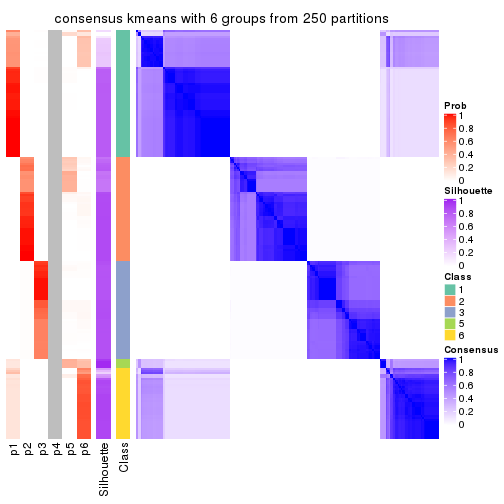 consensus kmeans with 6 groups from 250 partitions
Prob
1
0.8
0.6
0.4
0.2
0
Silhouette
1
0.8
0.6
0.4
0.2
0
Class
1
2
3
5
6
Consensus
1
0.8
0.6
0.4
0.2
0
p1
p2
p3
p4
p5
p6
Silhouette
Class